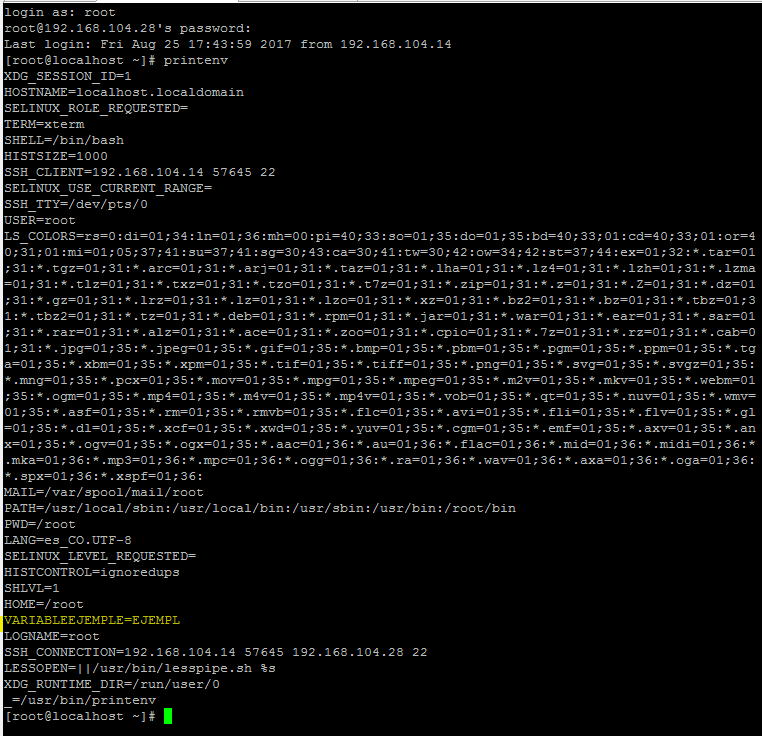 login as: root
root@192.168.104.28's password:
Last login: Fri Aug 25 17:43:59 2017 from 192.168.104.14
[root@localhost ~]# printenv
XDG_SESSION_ID=1
HOSTNAME=localhost.localdomain
SELINUX_ROLE_REQUESTED=
TERM=xterm
SHELL=/bin/bash
HISTSIZE=1000
SSH_CLIENT=192.168.104.14 57645 22
SELINUX_USE_CURRENT_RANGE=
SSH_TTY=/dev/pts/0
USER=root
LS_COLORS=rs=0:di=01;34:ln=01;36:mh=00:pi=40;33:so=01;35:do=01;35:bd=40;33;01:cd=40;33;01:or=4
0;31;01:mi=01;05;37;41:su=37;41:sg=30;43:ca=30;41:tw=30;42:ow=34;42:st=37;44:ex=01;32:*.tar=01
;31:*.tgz=01;31:*.arc=01;31:*.arj=01;31:*.taz=01;31:*.lha=01;31:*.lz4=01;31:*.lzh=01;31:*.lzma
=01;31:*.tlz=01;31:*.txz=01;31:*.tzo=01;31:*.t7z=01;31:*.zip=01;31:*.z=01;31:*.Z=01;31:*.dz=01
;31:*.gz=01;31:*.lrz=01;31:*.lz=01;31:*.lzo=01;31:*.xz=01;31:*.bz2=01;31:*.bz=01;31:*.tbz=01;3
1:*.tbz2=01;31:*.tz=01;31:*.deb=01;31:*.rpm=01;31:*.jar=01;31:*.war=01;31:*.ear=01;31:*.sar=01
;31:*.rar=01;31:*.alz=01;31:*.ace=01;31:*.zoo=01;31:*.cpio=01;31:*.7z=01;31:*.rz=01;31:*.cab=0
1;31:*.jpg=01;35:*.jpeg=01;35:*.gif=01;35:*.bmp=01;35:*.pbm=01;35:*.pgm=01;35:*.ppm=01;35:*.tg
a=01;35:*.xbm=01;35:*.xpm=01;35:*.tif=01;35:*.tiff=01;35:*.png=01;35:*.svg=01;35:*.svgz=01;35:
*.mng=01;35:*.pcx=01;35:*.mov=01;35:*.mpg=01;35:*.mpeg=01;35:*.m2v=01;35:*.mkv=01;35:*.webm=01
;35:*.ogm=01;35:*.mp4=01;35:*.m4v=01;35:*.mp4v=01;35:*.vob=01;35:*.qt=01;35:*.nuv=01;35:*.wmv=
01;35:*.asf=01;35:*.rm=01;35:*.rmvb=01;35:*.flc=01;35:*.avi=01;35:*.fli=01;35:*.flv=01;35:*.gl
=01;35:*.dl=01;35:*.xcf=01;35:*.xwd=01;35:*.yuv=01;35:*.cgm=01;35:*.emf=01;35:*.axv=01;35:*.an
x=01;35:*.ogv=01;35:*.ogx=01;35:*.aac=01;36:*.au=01;36:*.flac=01;36:*.mid=01;36:*.midi=01;36:*
.mka=01;36:*.mp3=01;36:*.mpc=01;36:*.ogg=01;36:*.ra=01;36:*.wav=01;36:*.axa=01;36:*.oga=01;36:
*.spx=01;36:*.xspf=01;36:
MAIL=/var/spool/mail/root
PATH=/usr/local/sbin:/usr/local/bin:/usr/sbin:/usr/bin:/root/bin
PWD=/root
LANG=es_CO.UTF-8
SELINUX_LEVEL_REQUESTED=
HISTCONTROL=ignoredups
SHLVL=1
HOME=/root
VARIABLEEJEMPLE=EJEMPL
LOGNAME=root
SSH_CONNECTION=192.168.104.14 57645 192.168.104.28 22
LESSOPEN=||/usr/bin/lesspipe.sh %s
XDG_RUNTIME_DIR=/run/user/0
_=/usr/bin/printenv
[root@localhost ~]#